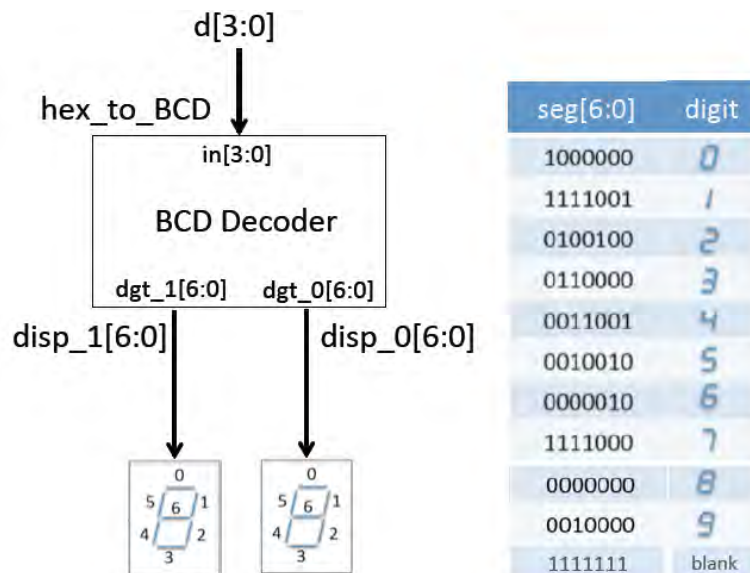 d[3:0]
hex_to_BCD
in[3:0]
BCD Decoder
dgt_1[6:0] dgt_0[6:0]
disp_1[6:0] disp_0[6:0]
0
5 6 1
4 2
3
0
5 6 1
4 2
3
seg[6:0] digit
1000000 0
1111001 1
0100100 2
0110000 3
0011001 4
0010010 5
0000010 6
1111000 7
0000000 8
0010000 9
1111111 blank